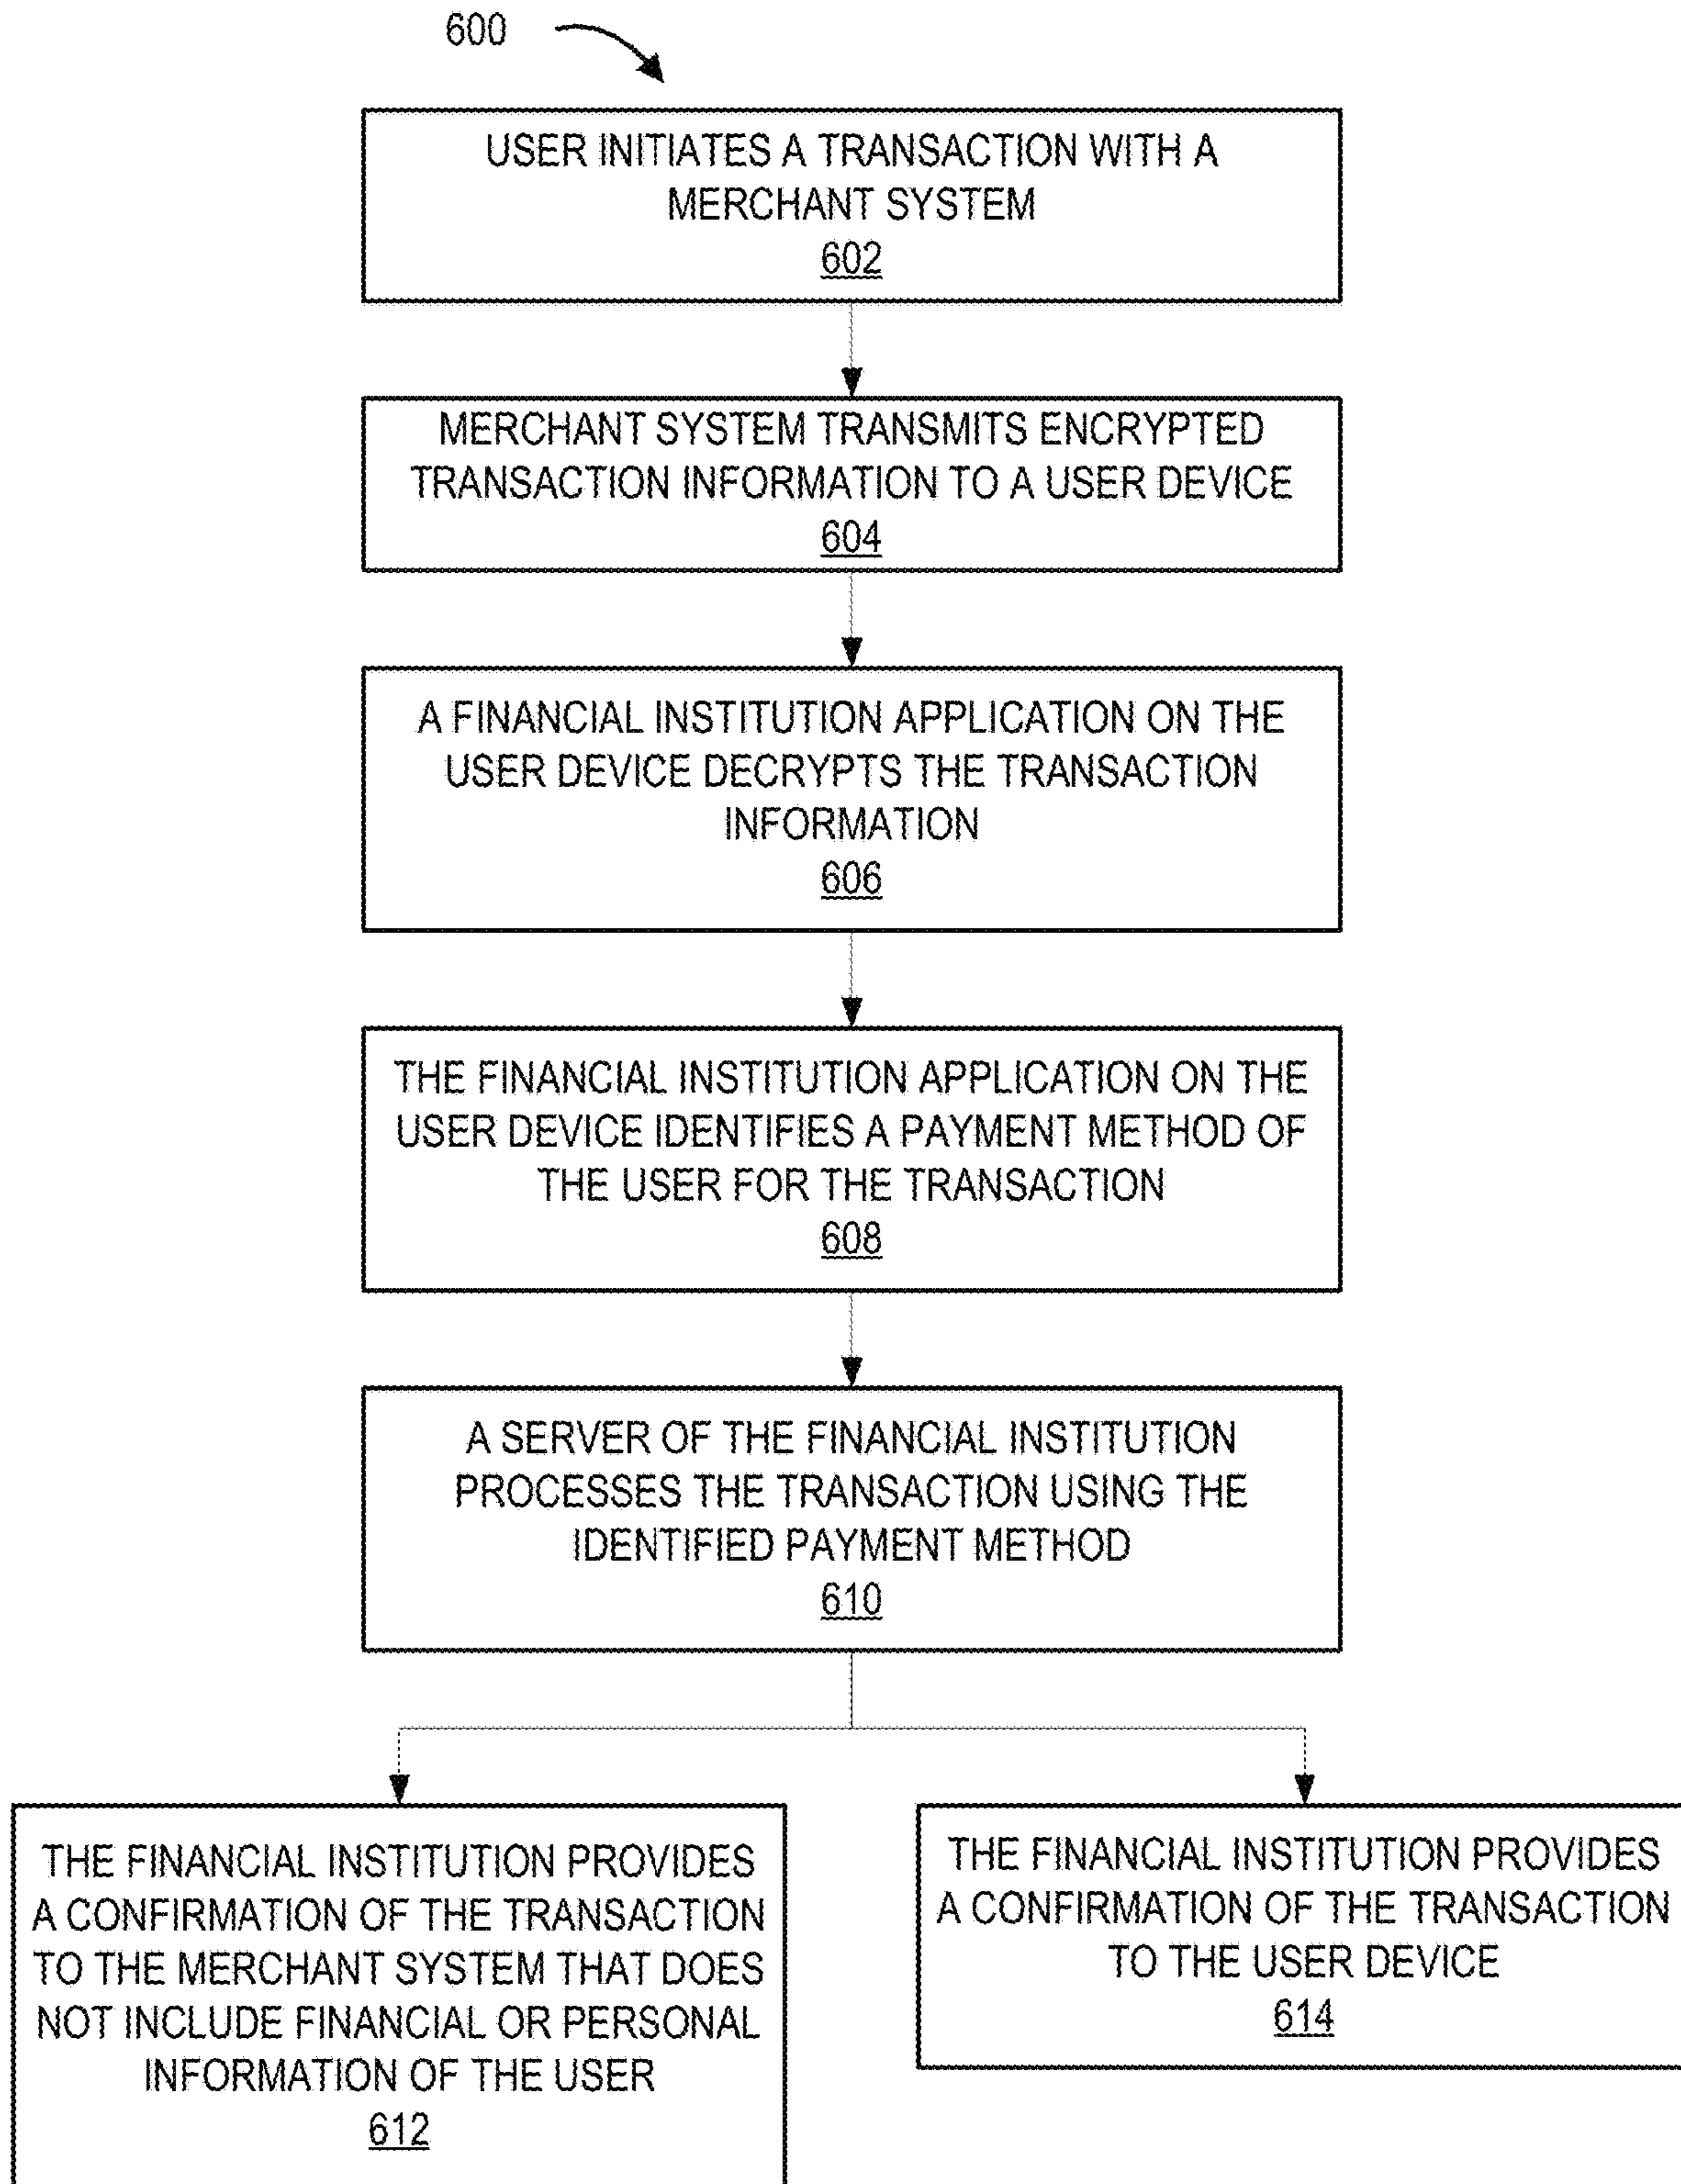 600
USER INITIATES A TRANSACTION WITH A
MERCHANT SYSTEM
602
MERCHANT SYSTEM TRANSMITS ENCRYPTED
TRANSACTION INFORMATION TO A USER DEVICE
604
A FINANCIAL INSTITUTION APPLICATION ON THE
USER DEVICE DECRYPTS THE TRANSACTION
INFORMATION
606
THE FINANCIAL INSTITUTION APPLICATION ON THE
USER DEVICE IDENTIFIES A PAYMENT METHOD OF
THE USER FOR THE TRANSACTION
608
A SERVER OF THE FINANCIAL INSTITUTION
PROCESSES THE TRANSACTION USING THE
IDENTIFIED PAYMENT METHOD
610
THE FINANCIAL INSTITUTION PROVIDES
A CONFIRMATION OF THE TRANSACTION
TO THE MERCHANT SYSTEM THAT DOES
NOT INCLUDE FINANCIAL OR PERSONAL
INFORMATION OF THE USER
612
THE FINANCIAL INSTITUTION PROVIDES
A CONFIRMATION OF THE TRANSACTION
TO THE USER DEVICE
614